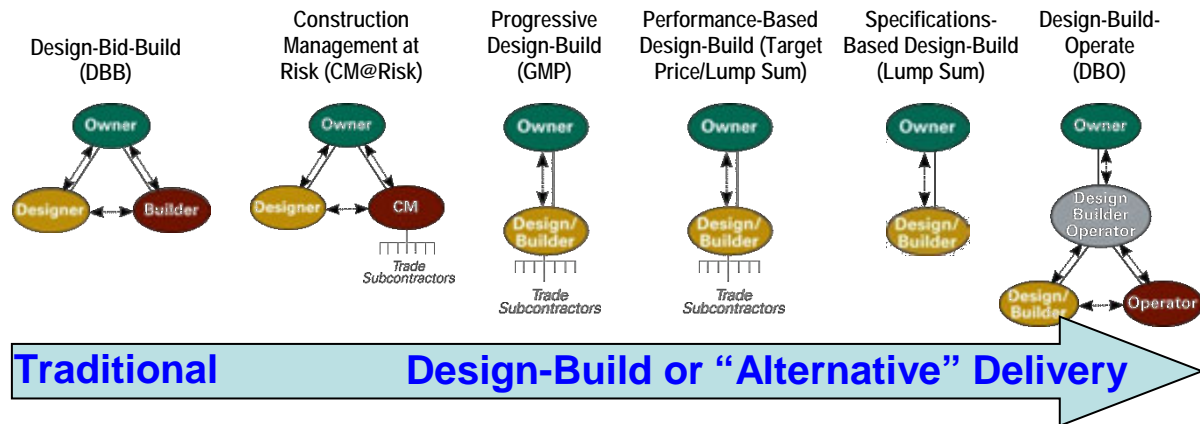 Design-Bid-Build
(DBB)
Owner
Designer
Builder
Construction
Management at
Risk (CM@Risk)
Owner
Designer
CM
Trade
Subcontractors
Progressive
Design-Build
(GMP)
Owner
Design/
Builder
Trade
Subcontractors
Performance-Based
Design-Build (Target
Price/Lump Sum)
Owner
Design/
Builder
Trade
Subcontractors
Specifications-
Based Design-Build
(Lump Sum)
Owner
Design/
Builder
Design-Build-
Operate
(DBO)
Owner
Design
Builder
Operator
Design/
Builder
Operator
Traditional
Design-Build or “Alternative” Delivery